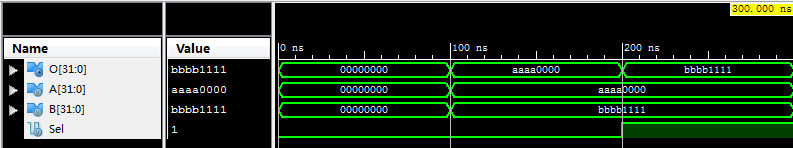 300.000 ns
Name Value 0 ns 100 ns 200 ns
O[31:0] bbbb1111 00000000 aaaa0000 bbbb1111
A[31:0] aaaa0000 00000000 aaaa0000
B[31:0] bbbb1111 00000000 bbbb1111
Sel 1